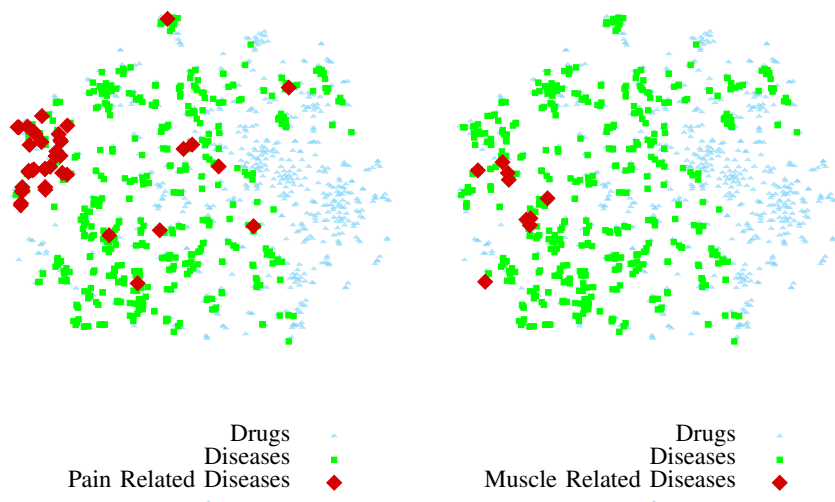 Drugs
Diseases
Pain Related Diseases
Drugs
Diseases
Muscle Related Diseases